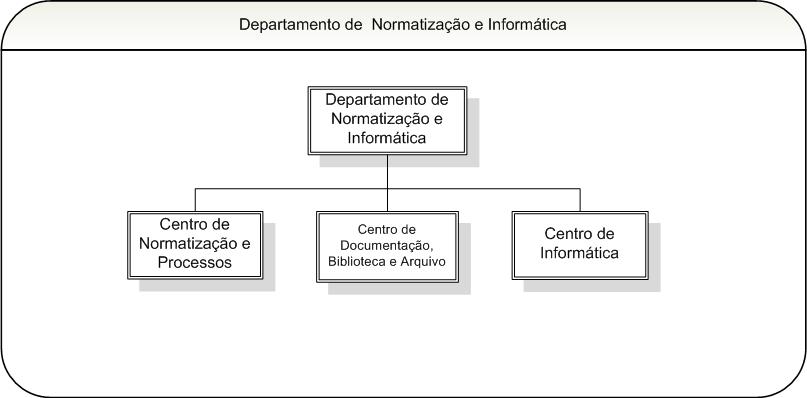 Departamento de  Normatização e Informática
Departamento de
Normatização e
Informática
Centro de
Normatização e
Processos
Centro de
Documentação,
Biblioteca e Arquivo
Centro de
Informática